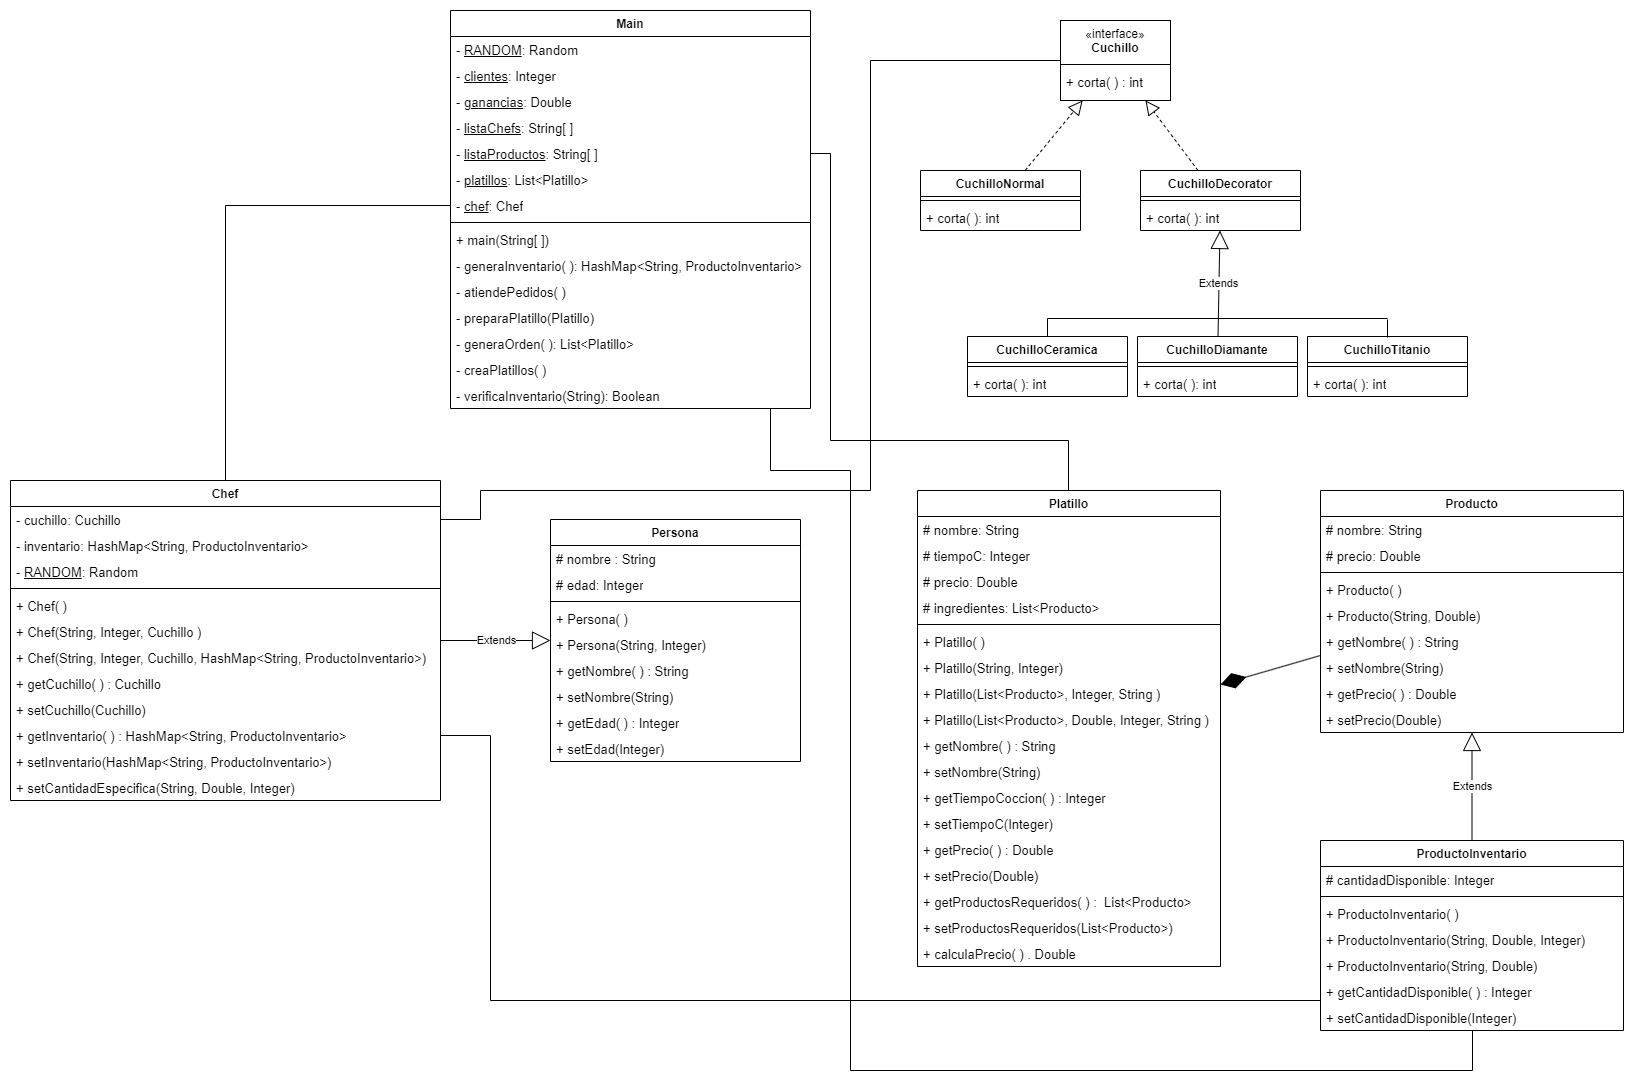 Main
- RANDOM: Random
- clientes: Integer
- ganancias: Double
- listaChefs: String[ ]
- listaProductos: String[ ]
- platillos: List<Platillo>
- chef: Chef
+ main(String[ ])
- generaInventario( ): HashMap<String, ProductoInventario>
- atiendePedidos( )
- preparaPlatillo(Platillo)
- generaOrden( ): List<Platillo>
- creaPlatillos( )
- verificaInventario(String): Boolean
«interface»
Cuchillo
+ corta( ) : int
CuchilloNormal
+ corta( ): int
CuchilloDecorator
+ corta( ): int
Extends
CuchilloCeramica
+ corta( ): int
CuchilloDiamante
+ corta( ): int
CuchilloTitanio
+ corta( ): int
Chef
- cuchillo: Cuchillo
- inventario: HashMap<String, ProductoInventario>
- RANDOM: Random
+ Chef( )
+ Chef(String, Integer, Cuchillo )
+ Chef(String, Integer, Cuchillo, HashMap<String, ProductoInventario>)
+ getCuchillo( ) : Cuchillo
+ setCuchillo(Cuchillo)
+ getInventario( ) : HashMap<String, ProductoInventario>
+ setInventario(HashMap<String, ProductoInventario>)
+ setCantidadEspecifica(String, Double, Integer)
Extends
Persona
# nombre : String
# edad: Integer
+ Persona( )
+ Persona(String, Integer)
+ getNombre( ) : String
+ setNombre(String)
+ getEdad( ) : Integer
+ setEdad(Integer)
Platillo
# nombre: String
# tiempoC: Integer
# precio: Double
# ingredientes: List<Producto>
+ Platillo( )
+ Platillo(String, Integer)
+ Platillo(List<Producto>, Integer, String )
+ Platillo(List<Producto>, Double, Integer, String )
+ getNombre( ) : String
+ setNombre(String)
+ getTiempoCoccion( ) : Integer
+ setTiempoC(Integer)
+ getPrecio( ) : Double
+ setPrecio(Double)
+ getProductosRequeridos( ) :  List<Producto>
+ setProductosRequeridos(List<Producto>)
+ calculaPrecio( ) . Double
Producto
# nombre: String
# precio: Double
+ Producto( )
+ Producto(String, Double)
+ getNombre( ) : String
+ setNombre(String)
+ getPrecio( ) : Double
+ setPrecio(Double)
Extends
ProductoInventario
# cantidadDisponible: Integer
+ ProductoInventario( )
+ ProductoInventario(String, Double, Integer)
+ ProductoInventario(String, Double)
+ getCantidadDisponible( ) : Integer
+ setCantidadDisponible(Integer)